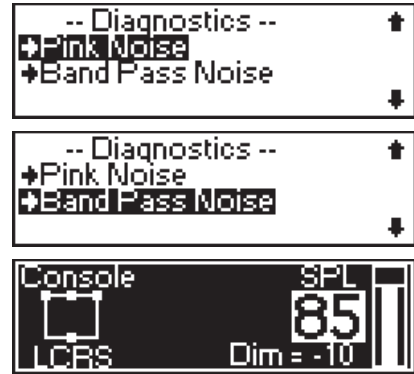 -- Diagnostics --
Pink Noise
Band Pass Noise
-- Diagnostics --
Pink Noise
Band Pass Noise
Console SPL
85
LCRS Dim = -10